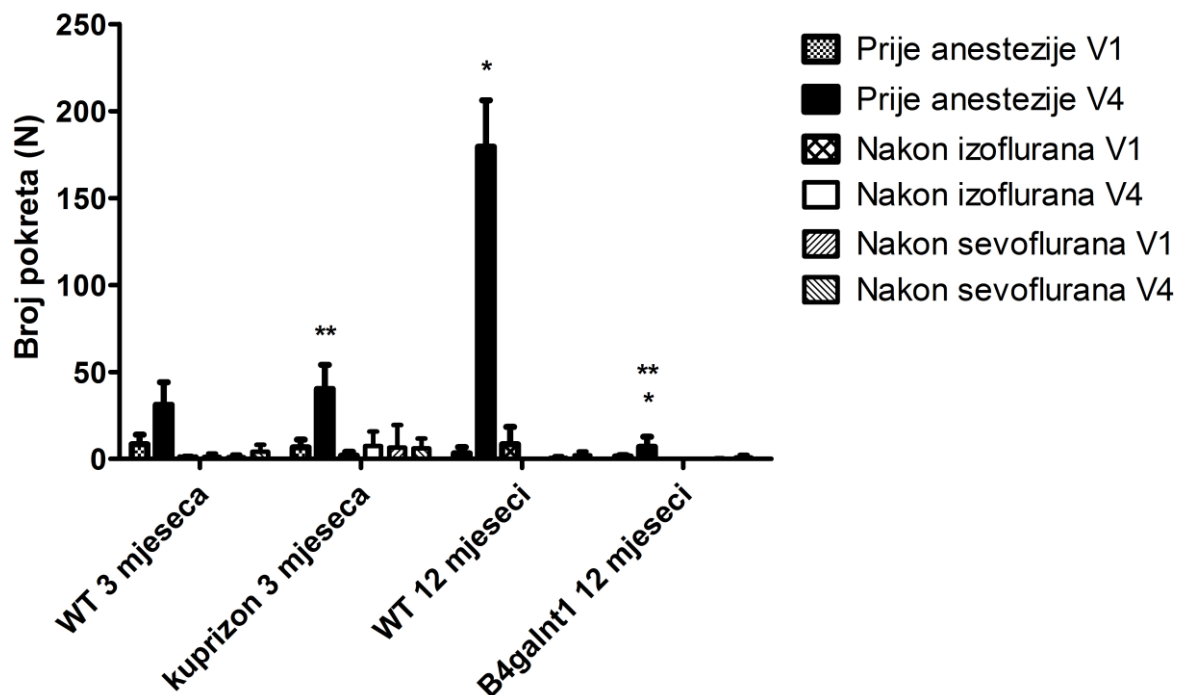 Broj pokreta (N)
250
200
150
100
50
0
*
**
**
*
WT 3 mjeseca
kuprizon 3 mjeseca
WT 12 mjeseci
B4galnt1 12 mjeseci
Prije anestezije V1
Prije anestezije V4
Nakon izoflurana V1
Nakon izoflurana V4
Nakon sevoflurana V1
Nakon sevoflurana V4